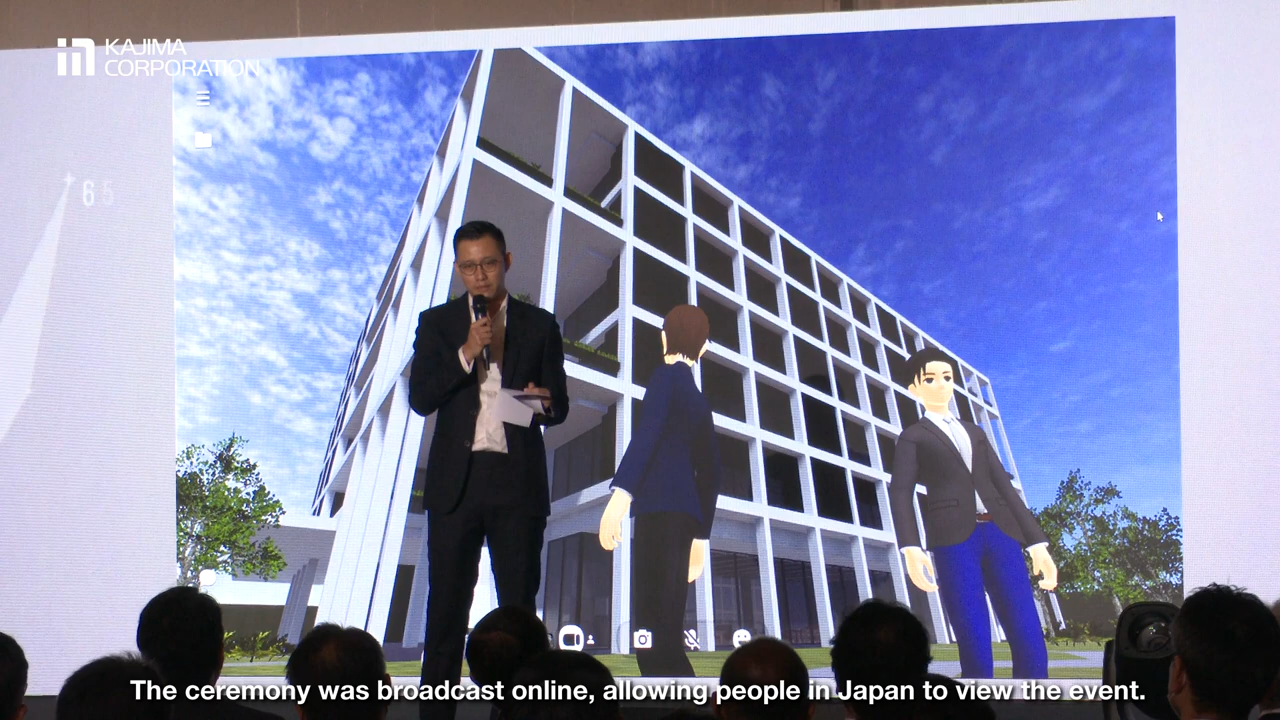 KAJIMA
CORPORATION
65
The ceremony was broadcast online, allowing people in Japan to view the event.